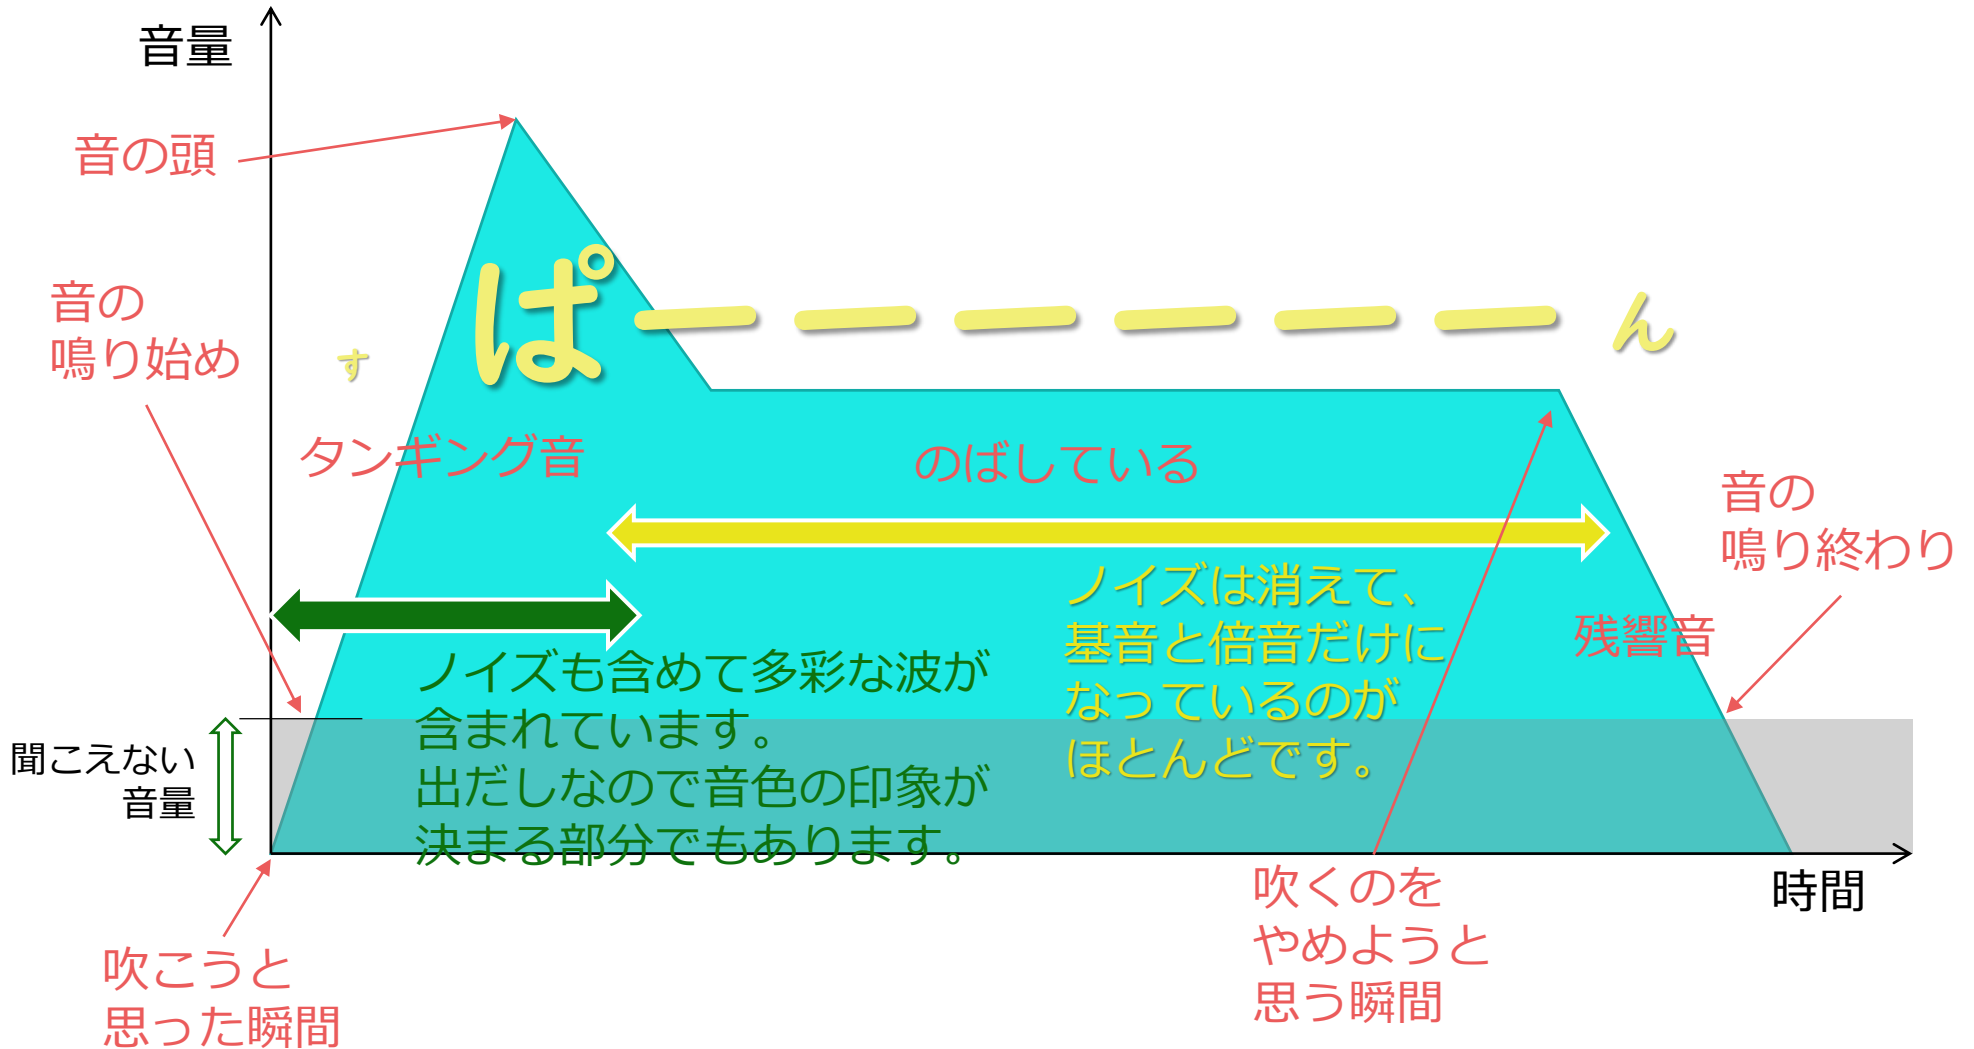 音量
音の頭
音の
鳴り始め
す
ぱーーーーーーん
タンギング音
のばしている
音の
鳴り終わり
ノイズは消えて、
基音と倍音だけに
なっているのが
ほとんどです。
残響音
ノイズも含めて多彩な波が
含まれています。
出だしなので音色の印象が
決まる部分でもあります。
聞こえない
音量
時間
吹こうと
思った瞬間
吹くのを
やめようと
思う瞬間